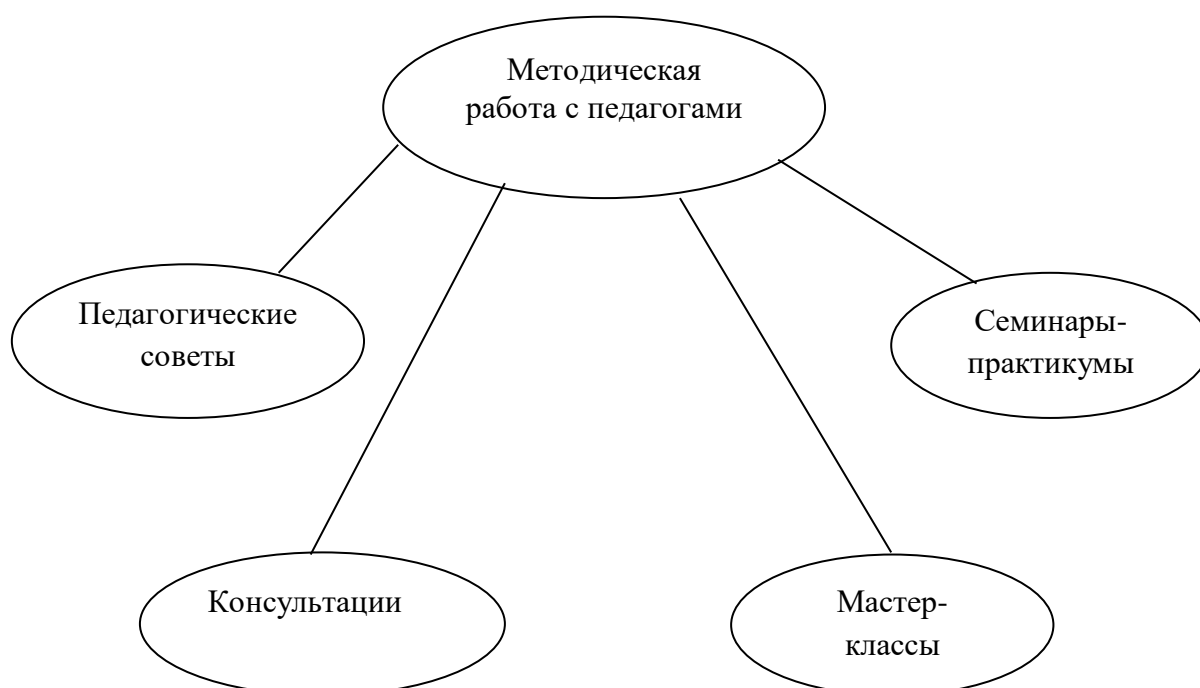 Методическая
работа с педагогами
Педагогические
советы
Семинары-
практикумы
Консультации
Мастер-
классы